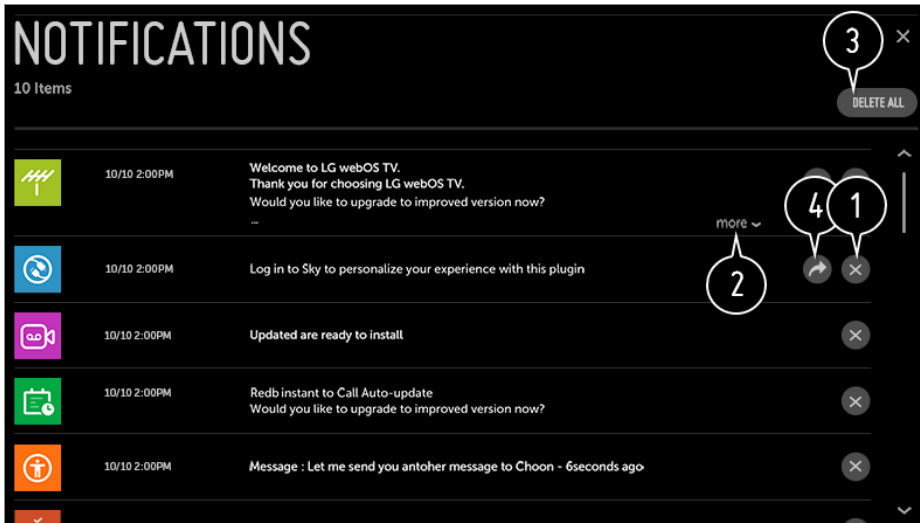 NOTIFICATIONS
3
10 Items
DELETE ALL
10/10 2:00PM
Welcome to LG webOS TV.
Thank you for choosing LG webOS TV.
Would you like to upgrade to improved version now?
...
more
4
1
2
10/10 2:00PM
Log in to Sky to personalize your experience with this plugin
10/10 2:00PM
Updated are ready to install
10/10 2:00PM
Redb instant to Call Auto-update
Would you like to upgrade to improved version now?
10/10 2:00PM
Message : Let me send you antoher message to Choon - 6seconds ago